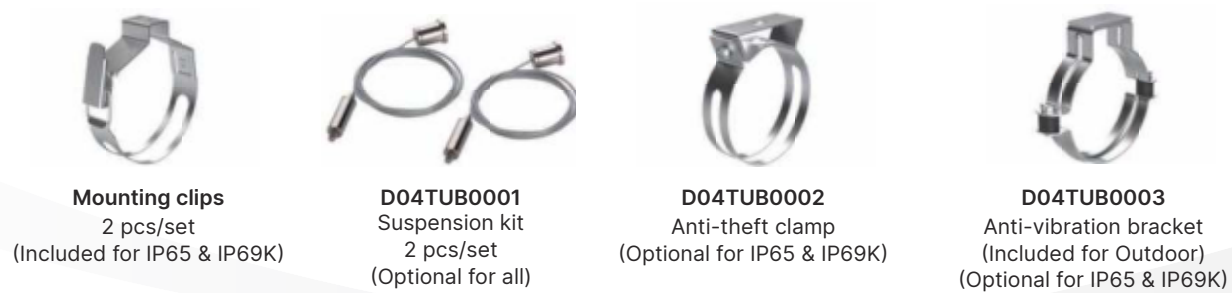 Mounting clips
2 pcs/set
(Included for IP65 & IP69K)
D04TUB0001
Suspension kit
2 pcs/set
(Optional for all)
D04TUB0002
Anti-theft clamp
(Optional for IP65 & IP69K)
D04TUB0003
Anti-vibration bracket
(Included for Outdoor)
(Optional for IP65 & IP69K)